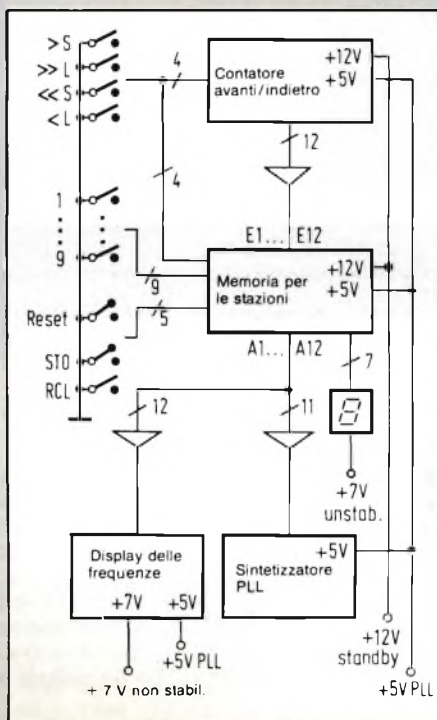 >S
>>L
<<S
<L
4
Contatore
avanti/indietro
+12V
+5V
12
4
1
9
E1... E12
Memoria per
le stazioni
+12V
+5V
9
Reset
5
STO
RCL
A1... A12
7
12
11
8
+7V
unstab.
Display delle
frequenze
+7V +5V
Sintetizzatore
PLL
+5V
+5V PLL
+12V
standby
+ 7 V non stabil.
+5V PLL